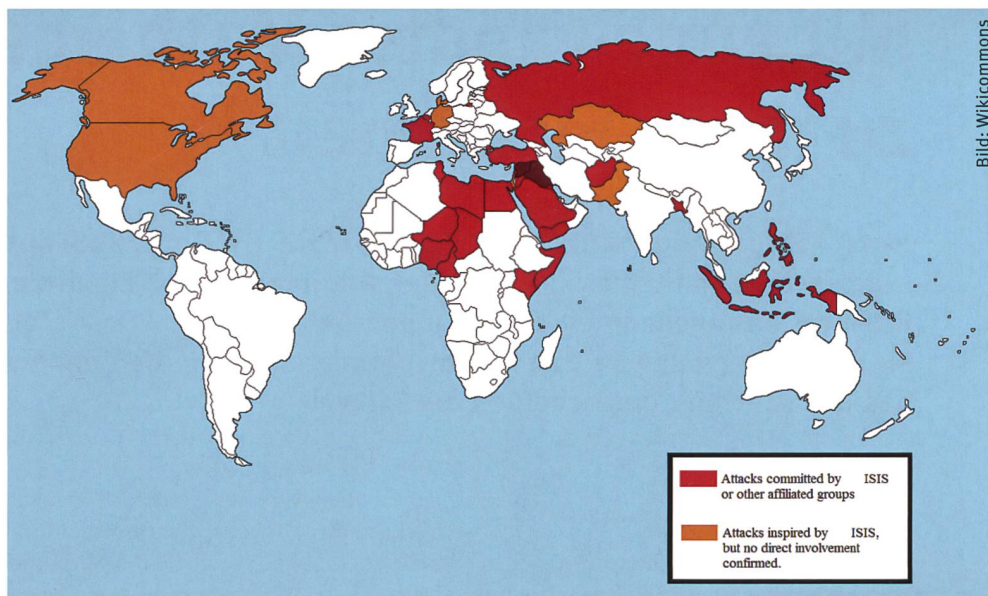 Bild: Wikicommons
Attacks committed by ISIS
or other affiliated groups
Attacks inspired by ISIS,
but no direct involvement
confirmed.